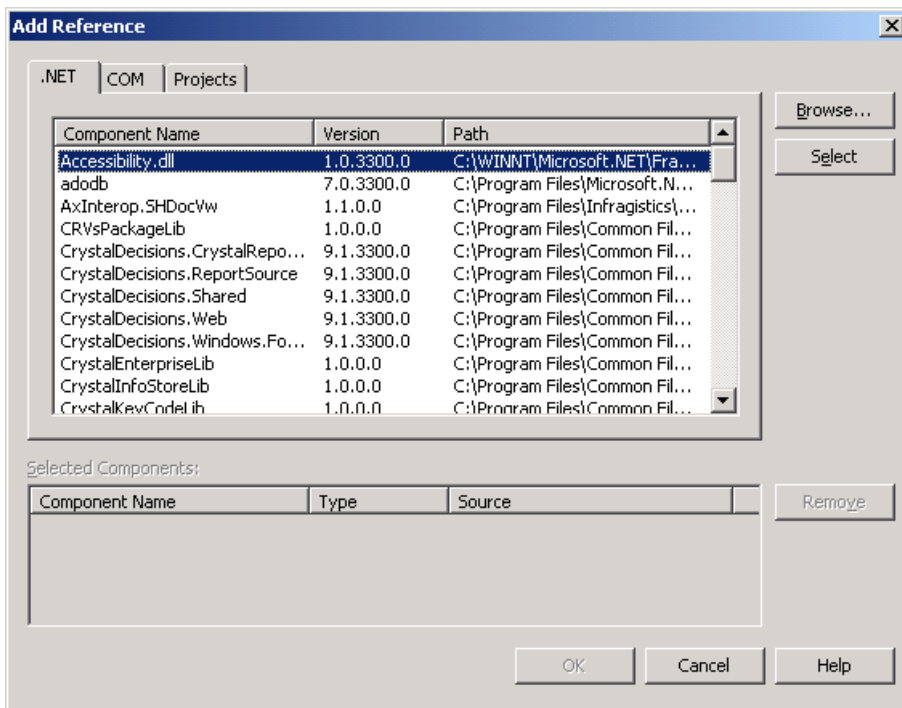 Add Reference
.NET COM Projects
Browse...
Select
Component Name Version Path
Accessibility.dll 1.0.3300.0 C:\WINNT\Microsoft.NET\Fra...
adodb 7.0.3300.0 C:\Program Files\Microsoft.N...
AxInterop.SHDocVw 1.1.0.0 C:\Program Files\Infragistics\...
CRVsPackageLib 1.0.0.0 C:\Program Files\Common Fil...
CrystalDecisions.CrystalRepo... 9.1.3300.0 C:\Program Files\Common Fil...
CrystalDecisions.ReportSource 9.1.3300.0 C:\Program Files\Common Fil...
CrystalDecisions.Shared 9.1.3300.0 C:\Program Files\Common Fil...
CrystalDecisions.Web 9.1.3300.0 C:\Program Files\Common Fil...
CrystalDecisions.Windows.Fo... 9.1.3300.0 C:\Program Files\Common Fil...
CrystalEnterpriseLib 1.0.0.0 C:\Program Files\Common Fil...
CrystalInfoStoreLib 1.0.0.0 C:\Program Files\Common Fil...
CrystalKeyCodeLib 1.0.0.0 C:\Program Files\Common Fil...
Selected Components:
Component Name Type Source
Remove
OK Cancel Help